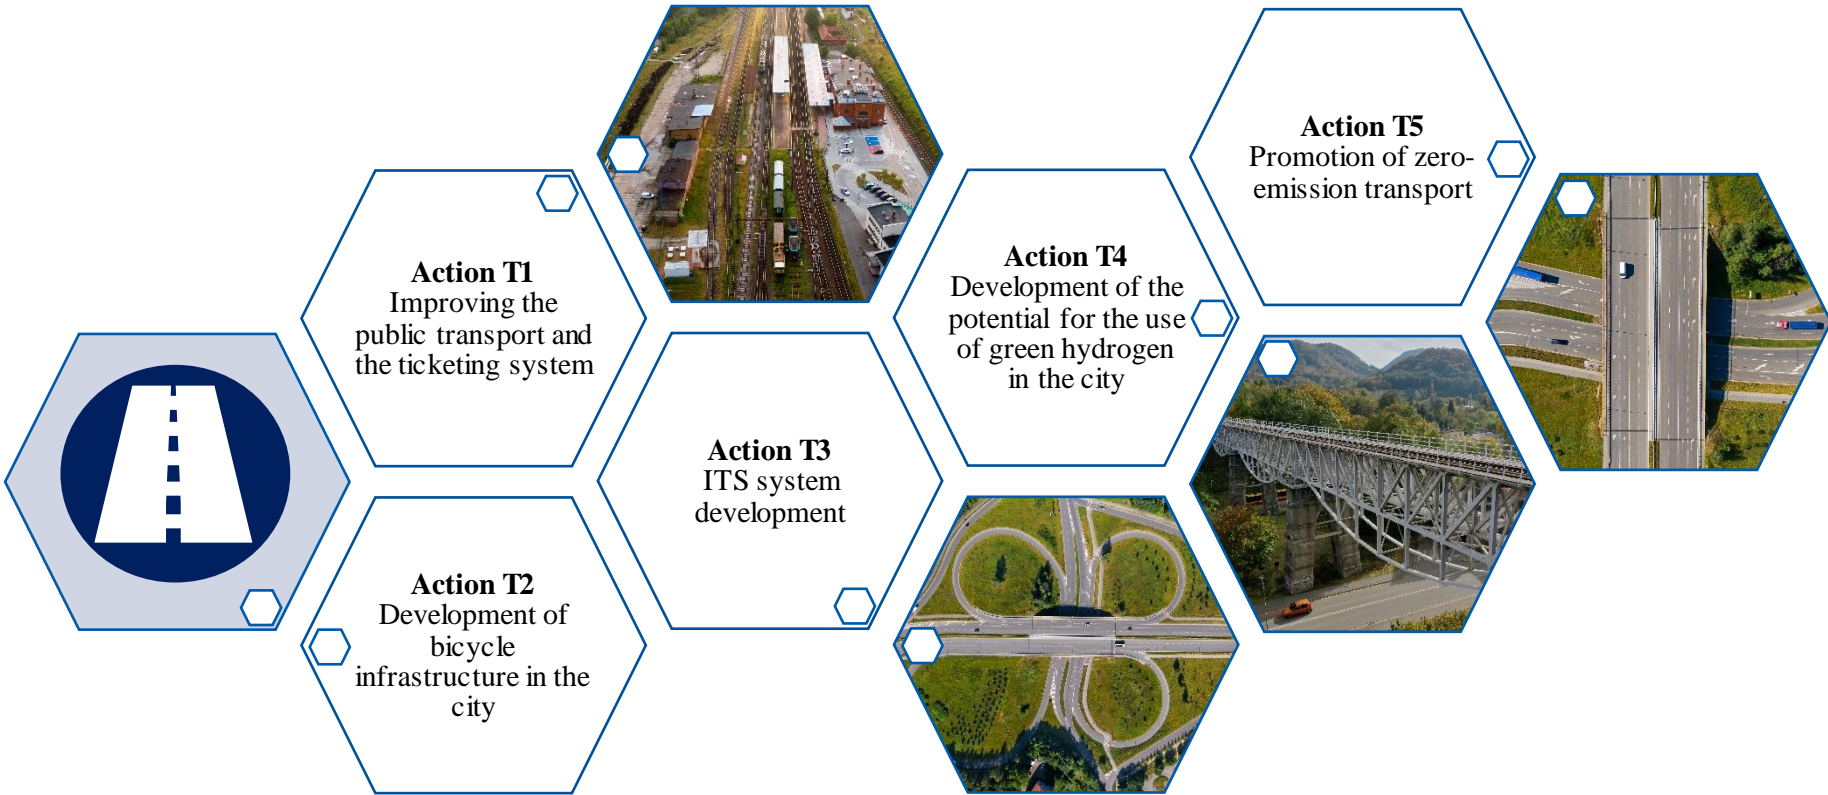 Action T1
Improving the
public transport and
the ticketing system
Action T2
Development of
bicycle
infrastructure in the
city
Action T3
ITS system
development
Action T4
Development of the
potential for the use
of green hydrogen
in the city
Action T5
Promotion of zero-
emission transport